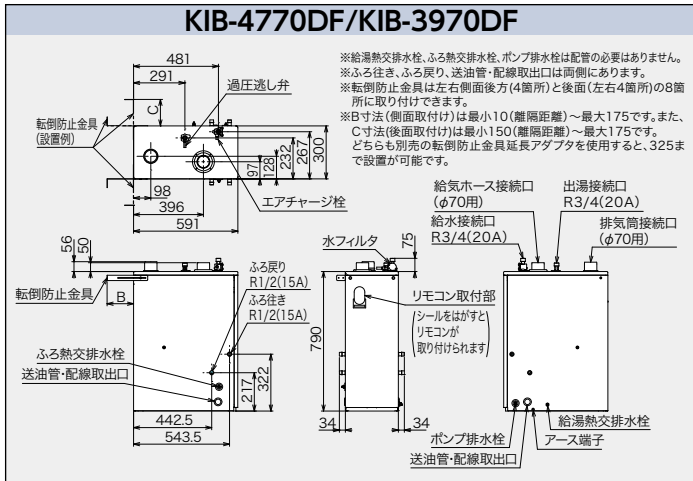 KIB-4770DF/KIB-3970DF
481
291
過圧逃し弁
C
転倒防止金具
(設置例)
97
128
232
267
300
98
396
591
エアチャージ栓
※給湯熱交排水栓、ふろ熱交排水栓、ポンプ排水栓は配管の必要はありません。
※ふろ往き、ふろ戻り、送油管・配線取出口は両側にあります。
※転倒防止金具は左右側面後方(4箇所)と後面(左右4箇所)の8箇
所に取り付けできます。
※B寸法(側面取付け)は最小10(離隔距離)~最大175です。また、
C寸法(後面取付け)は最小150(離隔距離)~最大175です。
どちらも別売の転倒防止金具延長アダプタを使用すると、325ま
で設置が可能です。
56
50
転倒防止金具
B
ふろ戻り
R1/2(15A)
ふろ往き
R1/2(15A)
ふろ熱交排水栓
送油管・配線取出口
217
322
442.5
543.5
水フィルタ
75
790
リモコン取付部
(シールをはがすと
リモコンが
取り付けられます)
34
34
給気ホース接続口
(φ70用)
給水接続口
R3/4(20A)
出湯接続口
R3/4(20A)
排気筒接続口
(φ70用)
給湯熱交排水栓
ポンプ排水栓
アース端子
送油管・配線取出口